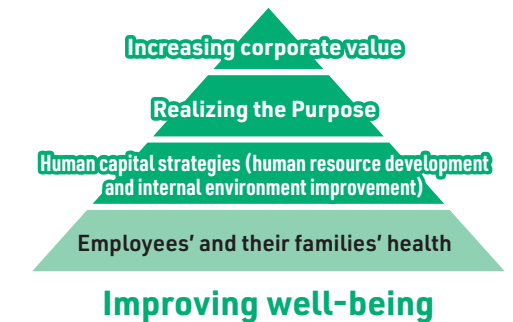 Increasing corporate value
Realizing the Purpose
Human capital strategies (human resource development
and internal environment improvement)
Employees’ and their families’ health
Improving well-being